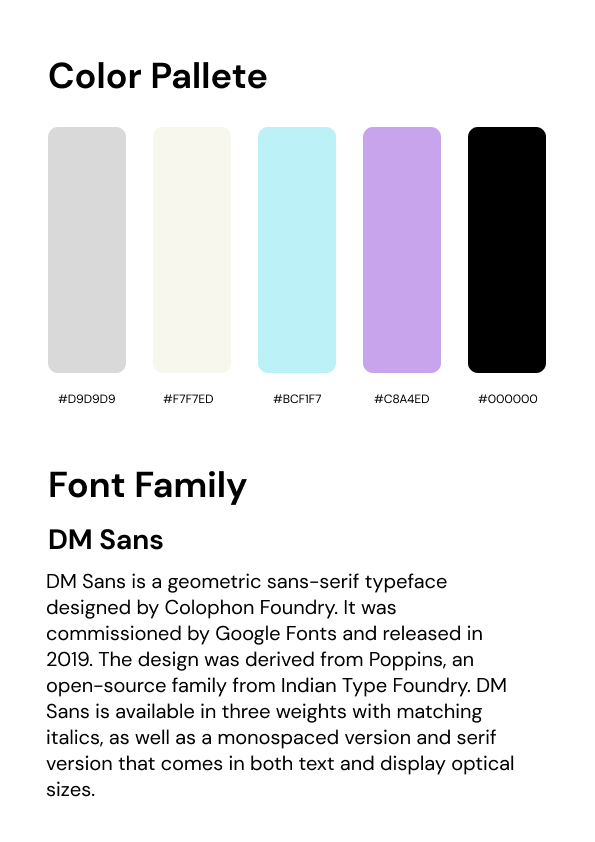 Color Pallete
#D9D9D9 #F7F7ED #BCF1F7 #C8A4ED #000000
Font Family
DM Sans
DM Sans is a geometric sans-serif typeface
designed by Colophon Foundry. It was
commissioned by Google Fonts and released in
2019. The design was derived from Poppins, an
open-source family from Indian Type Foundry. DM
Sans is available in three weights with matching
italics, as well as a monospaced version and serif
version that comes in both text and display optical
sizes.